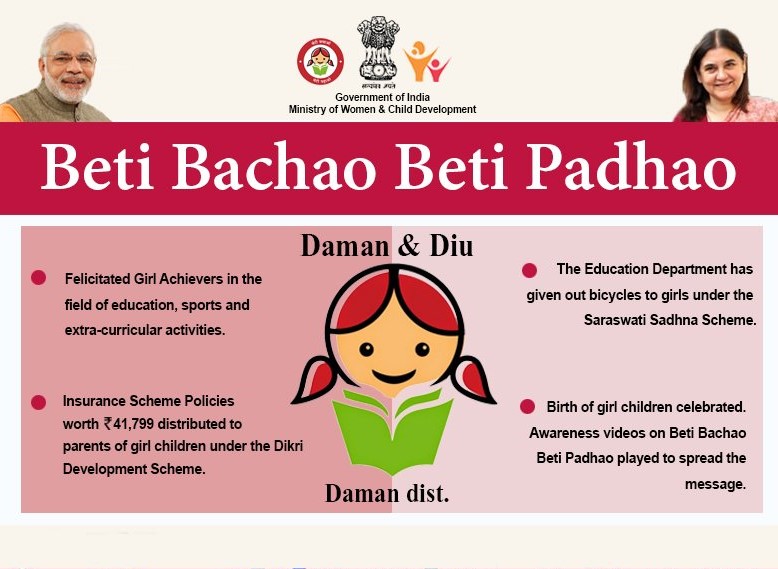 सत्यमेव जयते
Government of India
Ministry of Women & Child Development
Beti Bachao Beti Padhao
Daman & Diu
Felicitated Girl Achievers in the
field of education, sports and
extra-curricular activities.
Insurance Scheme Policies
worth ₹41,799 distributed to
parents of girl children under the Dikri
Development Scheme.
The Education Department has
given out bicycles to girls under the
Saraswati Sadhna Scheme.
Birth of girl children celebrated.
Awareness videos on Beti Bachao
Beti Padhao played to spread the
message.
Daman dist.